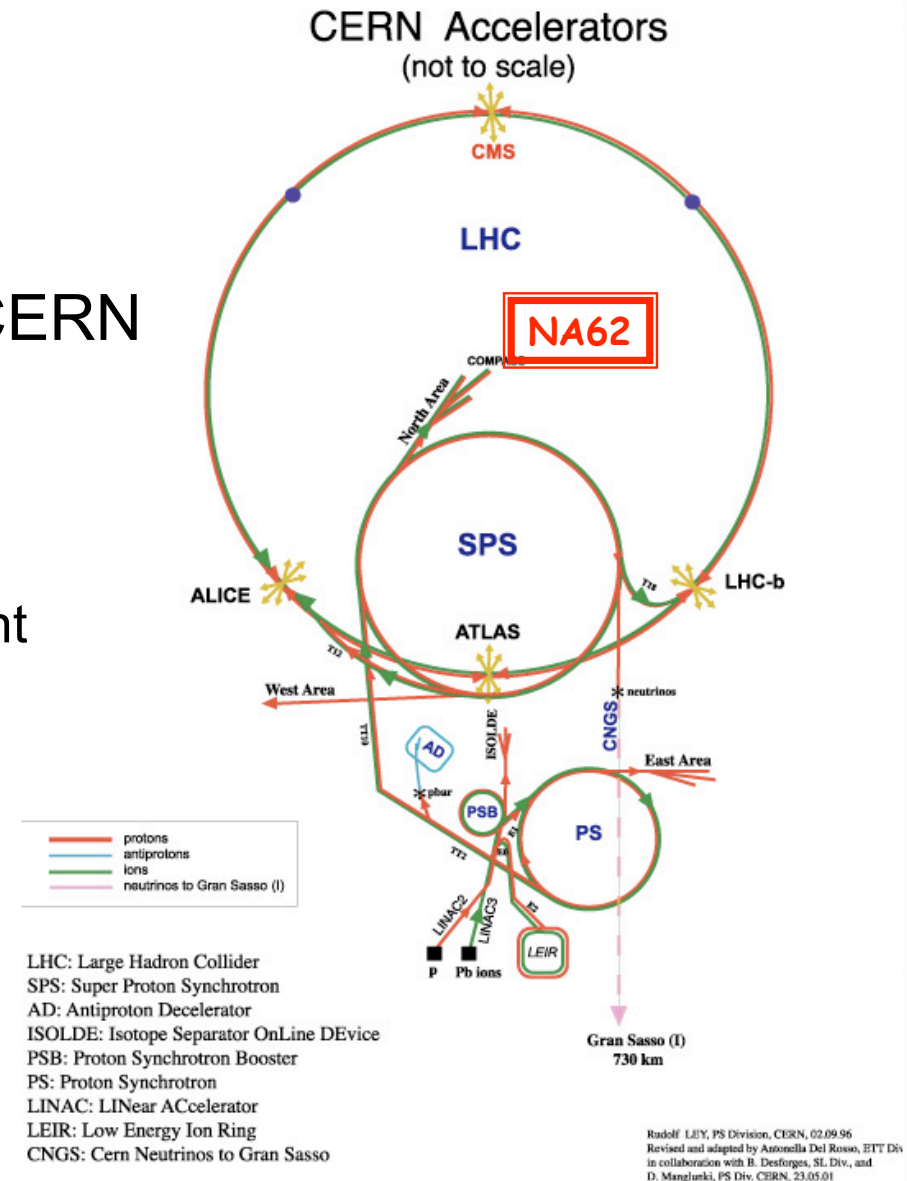 CERN Accelerators
(not to scale)
CMS
LHC
CERN
NA62
North Area
SPS
ALICE
LHC-b
nt
ATLAS
West Area
neutrinos
CNGS
ISOLDE
East Area
AD
pbar
PSB
PS
TT2
LINAC2
LINAC3
E2
LEIR
p
Pb ions
protons
antiprotons
ions
neutrinos to Gran Sasso (I)
Gran Sasso (I)
730 km
LHC: Large Hadron Collider
SPS: Super Proton Synchrotron
AD: Antiproton Decelerator
ISOLDE: Isotope Separator OnLine DEvice
PSB: Proton Synchrotron Booster
PS: Proton Synchrotron
LINAC: LINear ACcelerator
LEIR: Low Energy Ion Ring
CNGS: Cern Neutrinos to Gran Sasso
Rudolf LEY, PS Division, CERN, 02.09.96
Revised and adapted by Antonella Del Rosso, ETT Div
in collaboration with B. Desforges, SL Div., and
D. Manglunki, PS Div. CERN, 23.05.01